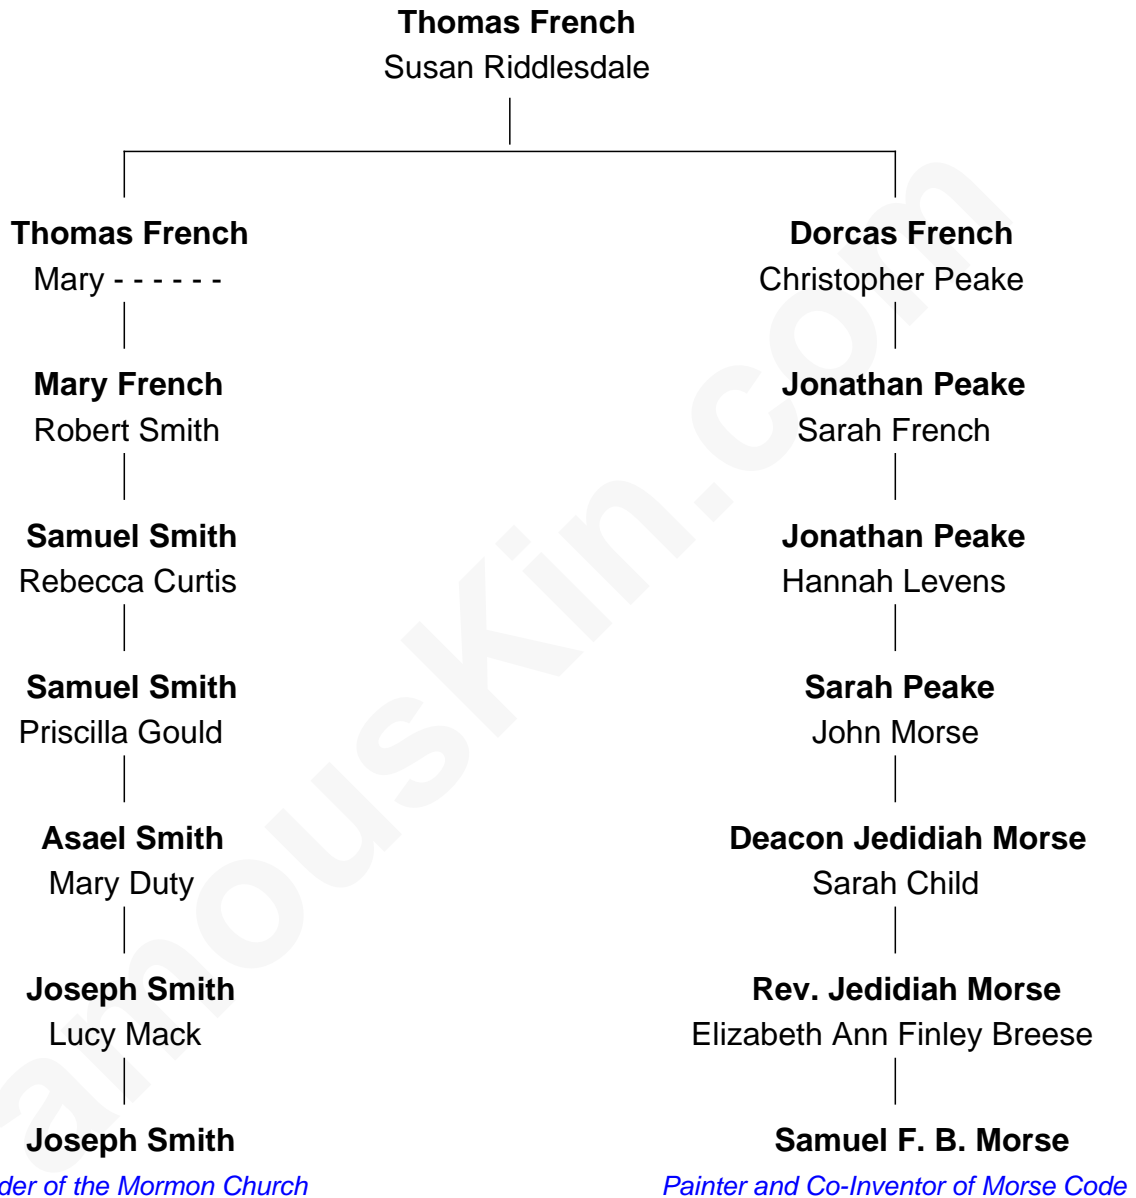 Thomas French
Susan Riddlesdale
Thomas French
Mary - - - - - -
Dorcas French
Christopher Peake
Mary French
Robert Smith
Jonathan Peake
Sarah French
Samuel Smith
Rebecca Curtis
Jonathan Peake
Hannah Levens
Samuel Smith
Priscilla Gould
Sarah Peake
John Morse
Asael Smith
Mary Duty
Deacon Jedidiah Morse
Sarah Child
Joseph Smith
Lucy Mack
Rev. Jedidiah Morse
Elizabeth Ann Finley Breese
Joseph Smith
der of the Mormon Church
Samuel F. B. Morse
Painter and Co-Inventor of Morse Code
amousKin.com